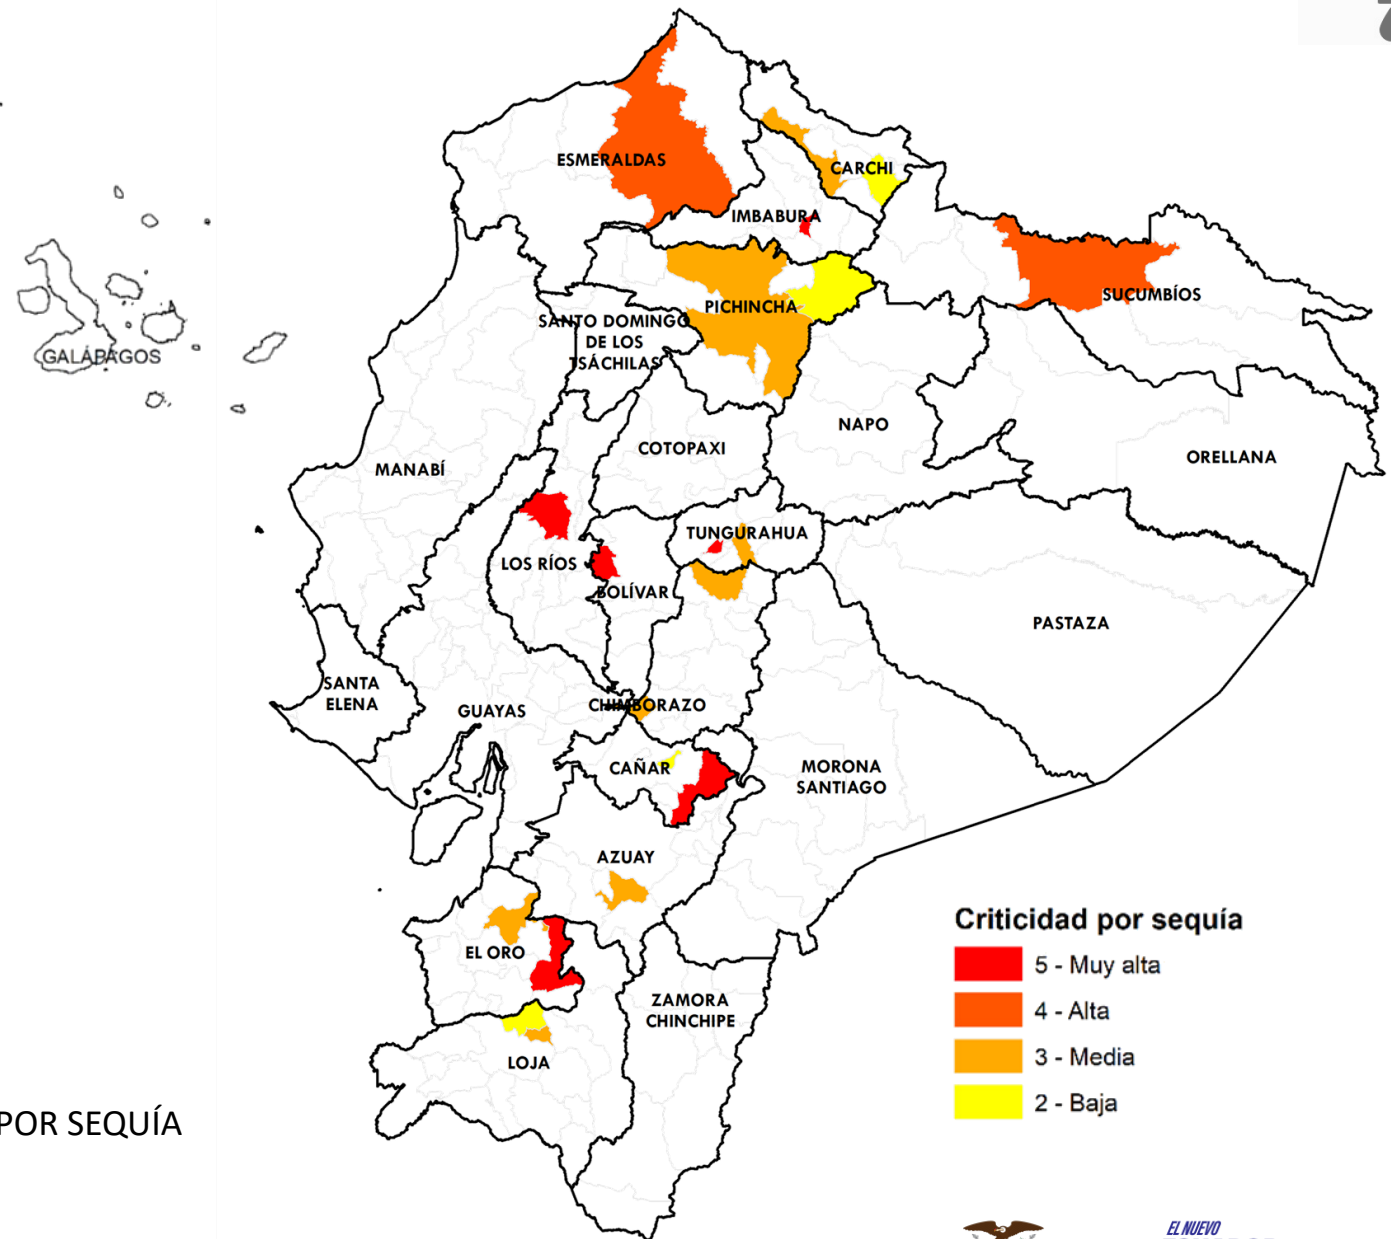 ESMERALDAS
CARCHI
IMBABURA
SUCUMBÍOS
PICHINCHA
SANTO DOMINGO
DE LOS
TSÁCHILAS
GALÁPAGOS
NAPO
COTOPAXI
ORELLANA
MANABÍ
TUNGURAHUA
LOS RÍOS
BOLÍVAR
PASTAZA
SANTA
ELENA
GUAYAS
CHIMBORAZO
CAÑAR
MORONA
SANTIAGO
AZUAY
EL ORO
ZAMORA
CHINCHIPE
LOJA
Criticidad por sequía
5 - Muy alta
4 - Alta
3 - Media
2 - Baja
POR SEQUÍA
EL NUEVO